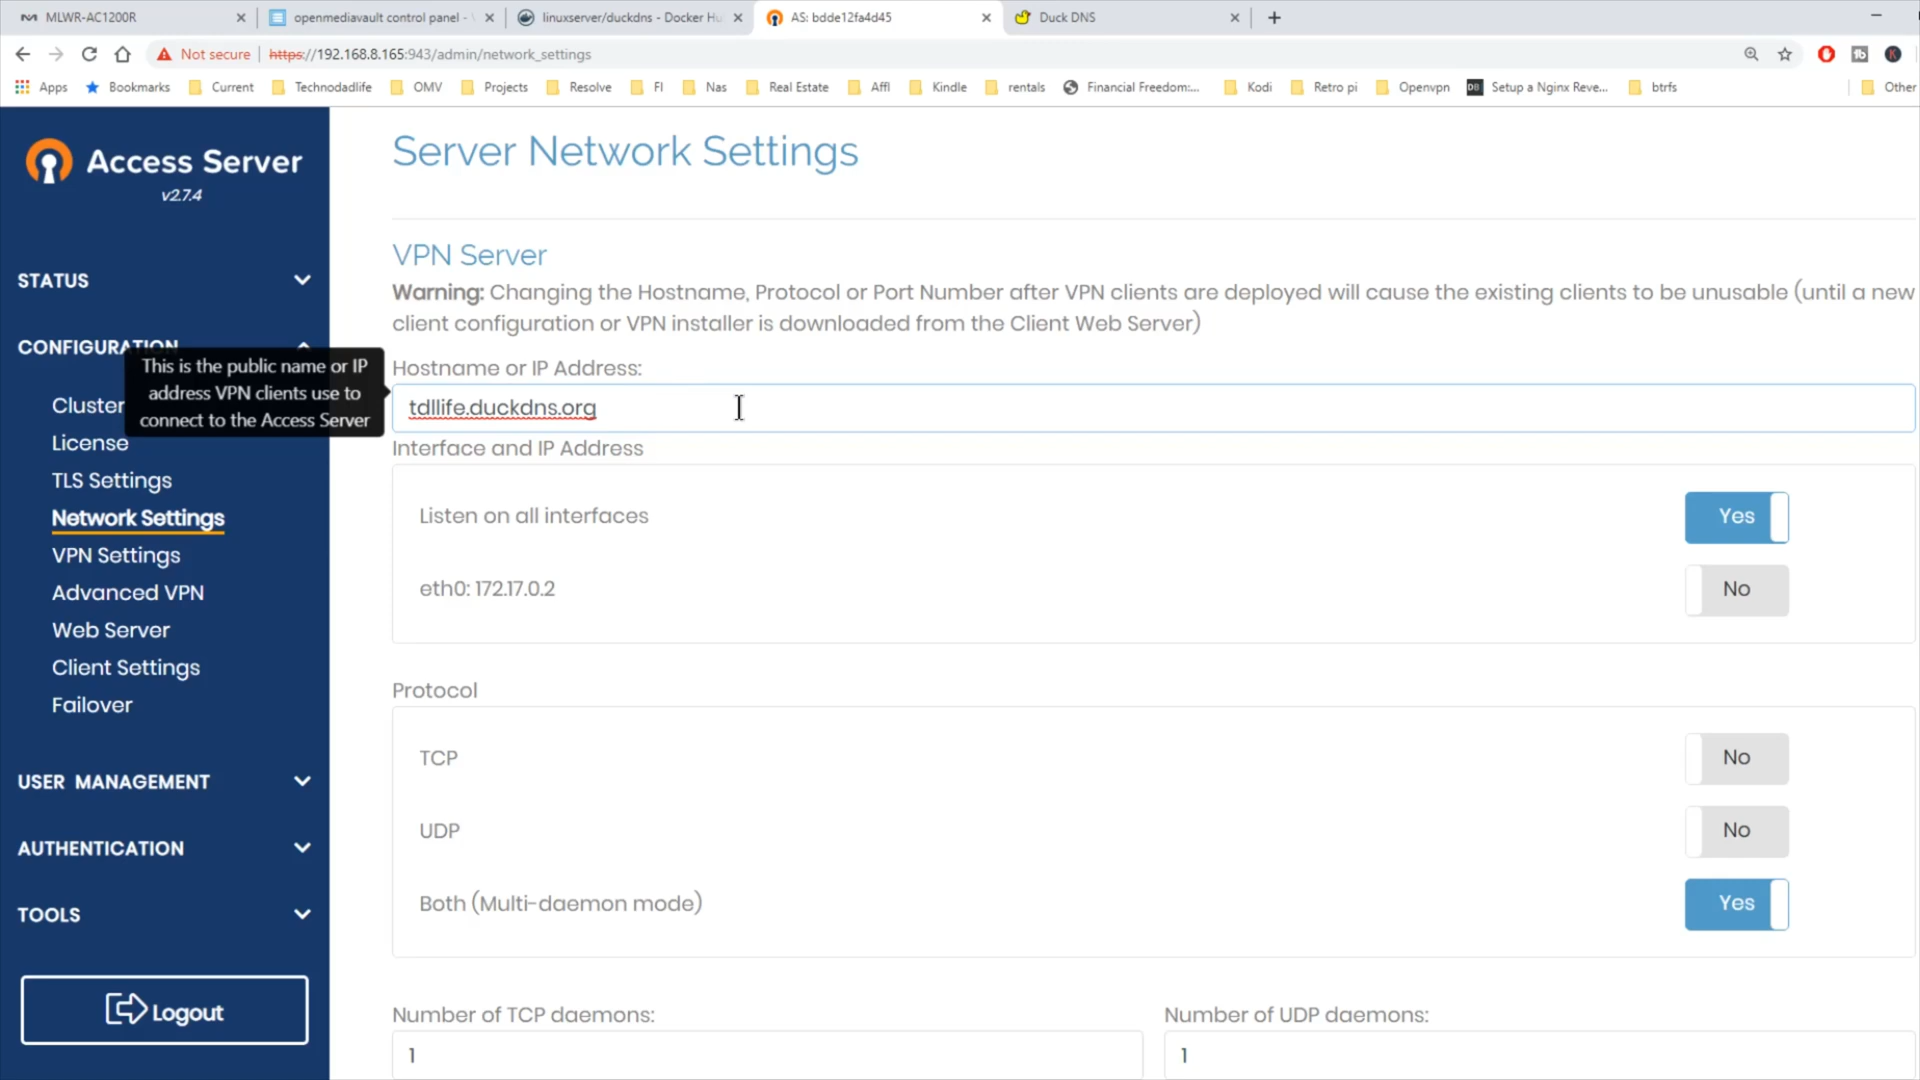 MLWR-AC1200R
openmediavault control panel -
linuxserver/duckdns - Docker Hu
AS: bdde12fa4d45
Duck DNS
Not secure
https://192.168.8.165:943/admin/network_settings
Apps
Bookmarks
Current
Technodadlife
OMV
Projects
Resolve
FI
Nas
Real Estate
Affl
Kindle
rentals
Financial Freedom:...
Kodi
Retro pi
Openvpn
DB
Setup a Nginx Reve...
btrfs
Other
Access Server
v2.7.4
STATUS
CONFIGURATION
Cluster
License
TLS Settings
Network Settings
VPN Settings
Advanced VPN
Web Server
Client Settings
Failover
USER MANAGEMENT
AUTHENTICATION
TOOLS
Logout
This is the public name or IP
address VPN clients use to
connect to the Access Server
Server Network Settings
VPN Server
Warning: Changing the Hostname, Protocol or Port Number after VPN clients are deployed will cause the existing clients to be unusable (until a new
client configuration or VPN installer is downloaded from the Client Web Server)
Hostname or IP Address:
tdllife.duckdns.org
Interface and IP Address
Listen on all interfaces
Yes
eth0: 172.17.0.2
No
Protocol
TCP
No
UDP
No
Both (Multi-daemon mode)
Yes
Number of TCP daemons:
1
Number of UDP daemons:
1